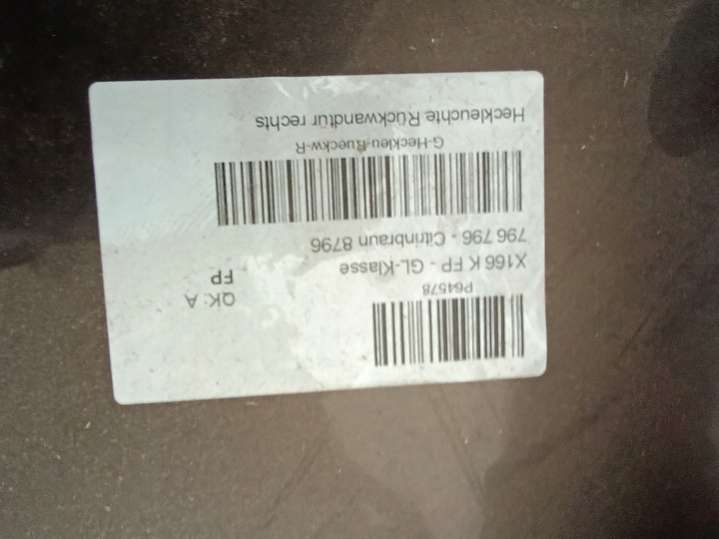 P64578
X166 K FP - GL-Klasse
QK: A
FP
796 796 - Citrinbraun 8796
G-Heckleu-Rueckw-R
Heckleuchte Rückwandtür rechts